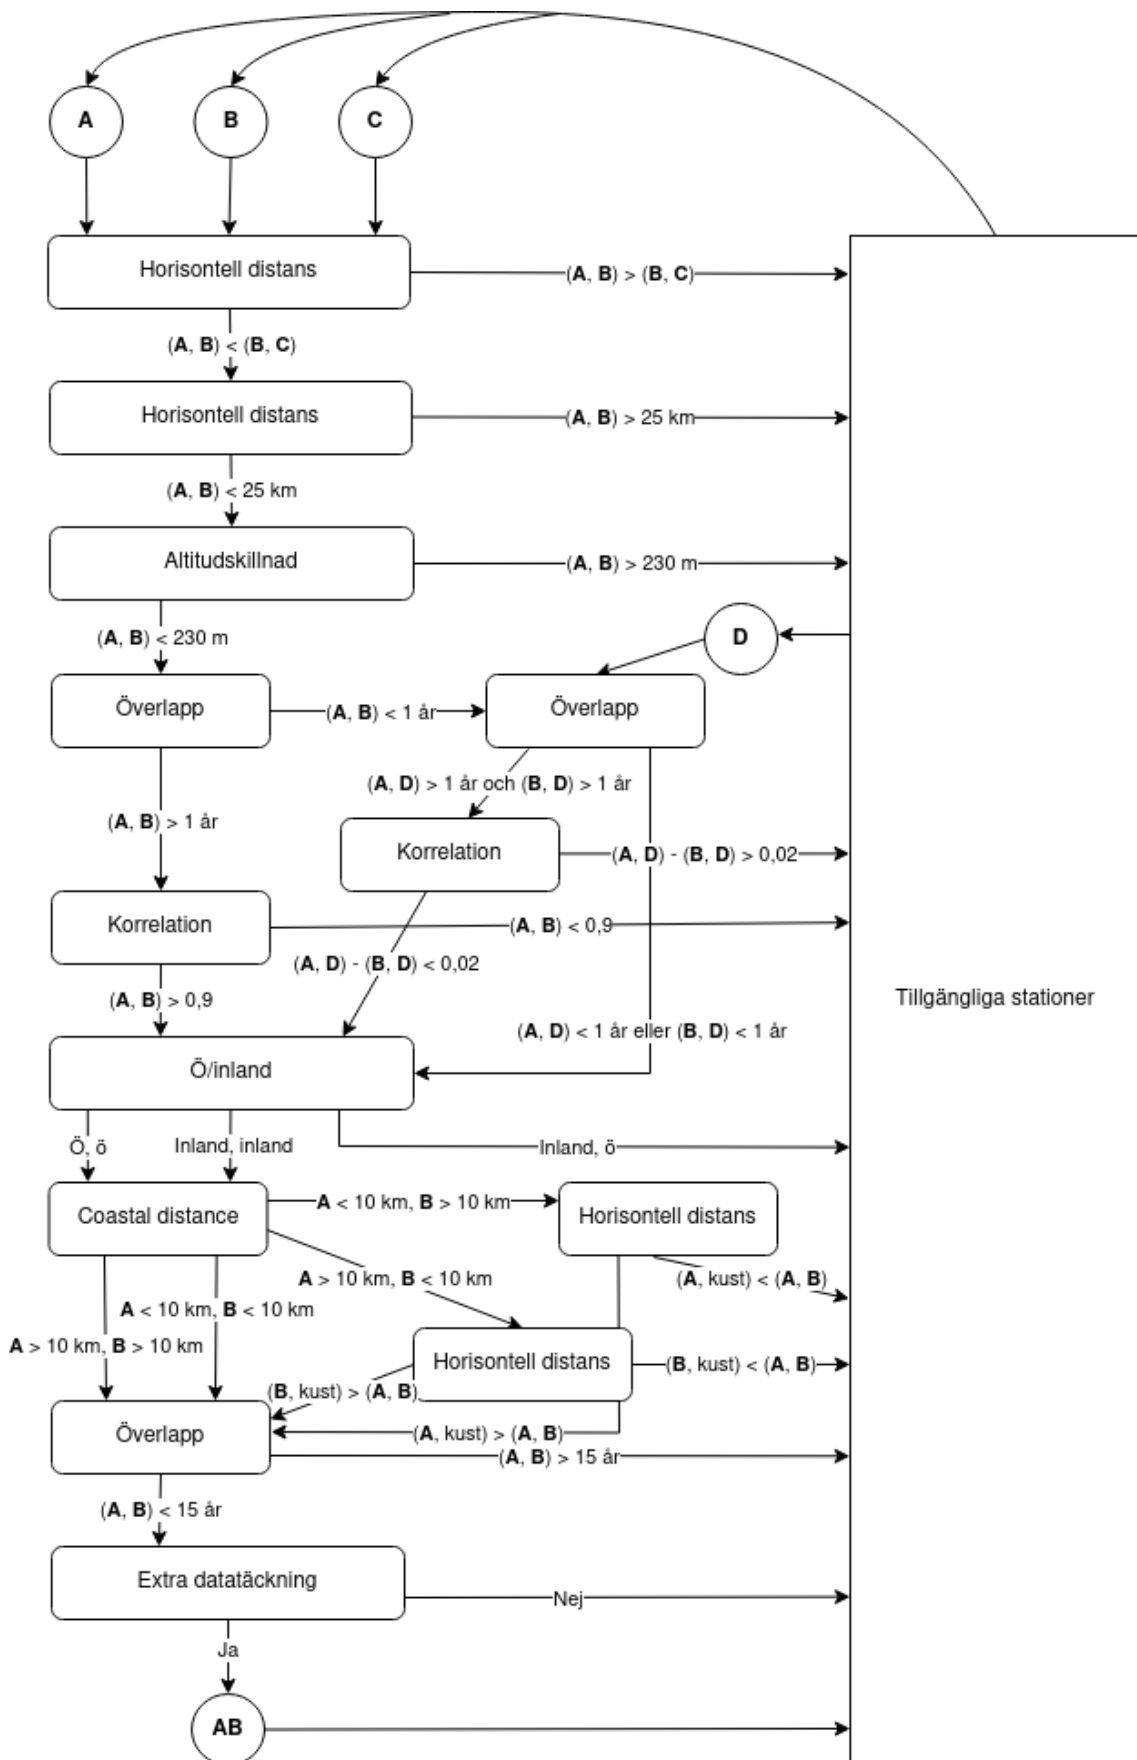 A
B
C
Horisontell distans
(A, B) > (B, C)
(A, B) < (B, C)
Horisontell distans
(A, B) > 25 km
(A, B) < 25 km
Altitudskillnad
(A, B) > 230 m
D
(A, B) < 230 m
Överlapp
(A, B) < 1 år
Överlapp
(A, D) > 1 år och (B, D) > 1 år
(A, B) > 1 år
Korrelation
(A, D) - (B, D) > 0,02
Korrelation
(A, B) < 0,9
(A, D) - (B, D) < 0,02
(A, B) > 0,9
Tillgängliga stationer
(A, D) < 1 år eller (B, D) < 1 år
Ö/inland
Ö, ö
Inland, inland
Inland, ö
Coastal distance
A < 10 km, B > 10 km
Horisontell distans
A > 10 km, B < 10 km
(A, kust) < (A, B)
A < 10 km, B < 10 km
A > 10 km, B > 10 km
Horisontell distans
(B, kust) < (A, B)
(B, kust) > (A, B)
Överlapp
(A, kust) > (A, B)
(A, B) > 15 år
(A, B) < 15 år
Extra datatäckning
Nej
Ja
AB